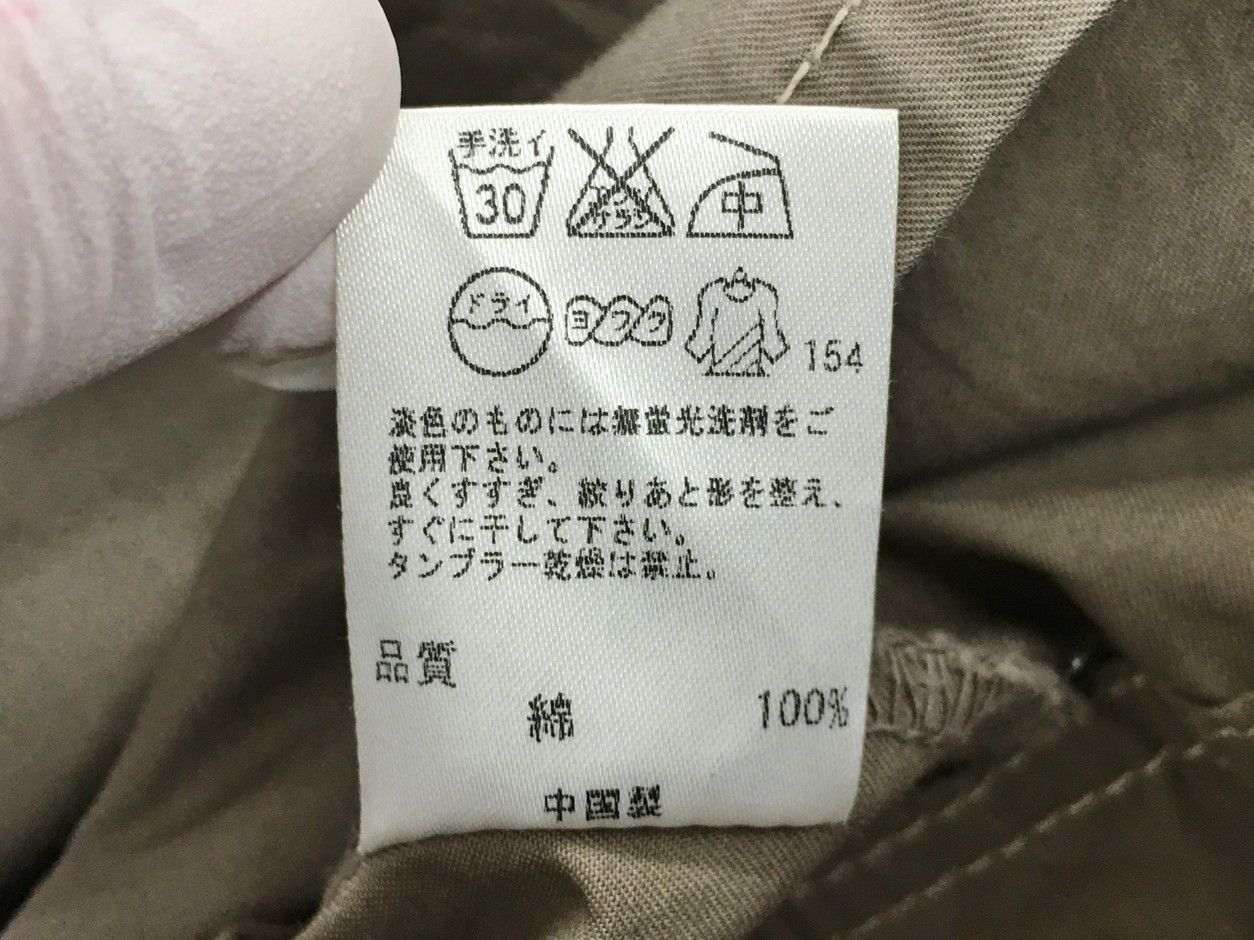 手洗イ
30
エンソ
サラシ
中
ドライ
ヨワク
154
淡色のものには無蛍光洗剤をご
使用下さい。
良くすすぎ、絞りあと形を整え、
すぐに干して下さい。
タンブラー乾燥は禁止。
品質
綿 100%
中国製